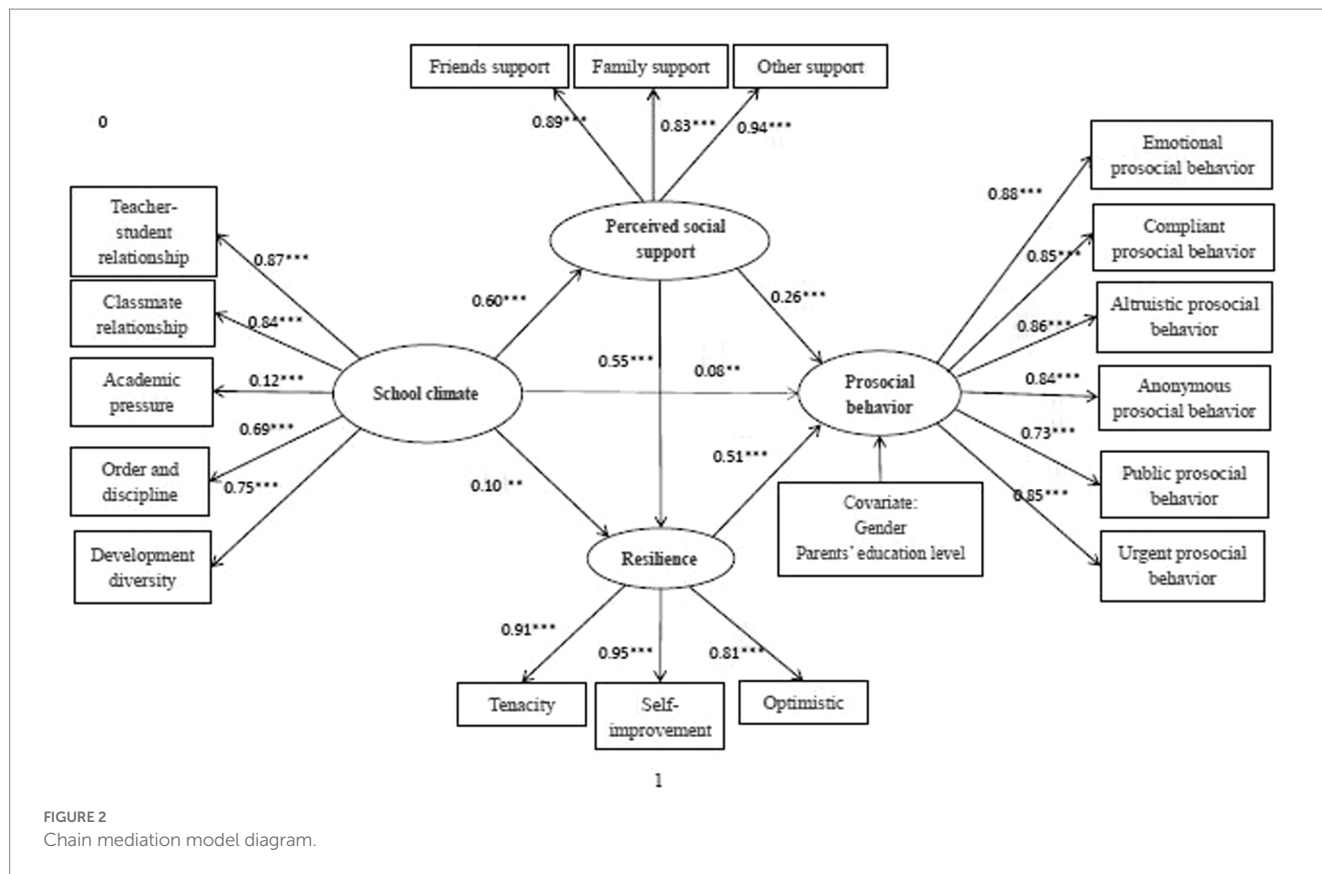 Friends support
Family support
Other support
0
0.89***
0.83***
0.94***
Emotional
prosocial behavior
Teacher-
student
relationship
0.88***
Perceived social
support
Compliant
prosocial behavior
0.87***
0.85***
Classmate
relationship
0.60***
0.26***
Altruistic prosocial
behavior
0.84***
0.86***
0.55***
0.08**
Academic
pressure
0.12***
School climate
Prosocial
behavior
0.84***
Anonymous
prosocial behavior
0.69***
0.73***
Order and
discipline
0.75***
0.10 **
0.51***
Public prosocial
behavior
Covariate:
Gender
Parents' education level
0.85***
Development
diversity
Resilience
Urgent prosocial
behavior
0.91***
0.95***
0.81***
Tenacity
Self-
improvement
Optimistic
1
FIGURE 2
Chain mediation model diagram.